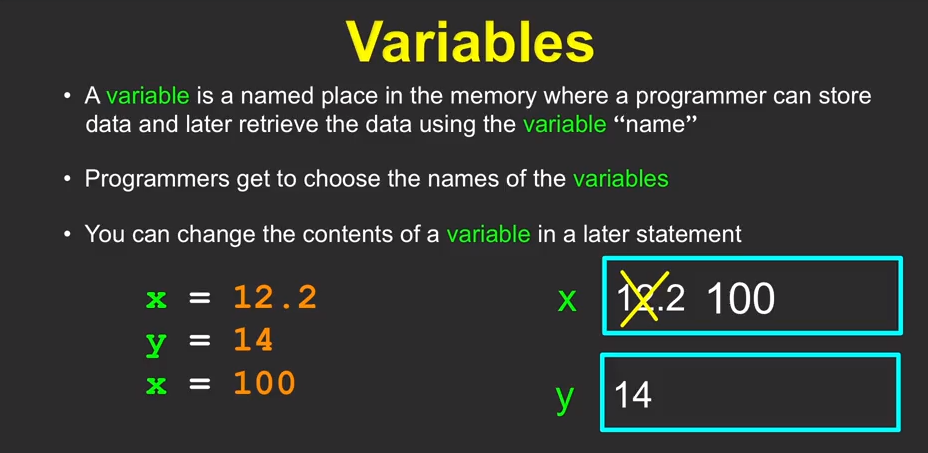 Variables
• A variable is a named place in the memory where a programmer can store
data and later retrieve the data using the variable “name”
• Programmers get to choose the names of the variables
• You can change the contents of a variable in a later statement
x = 12.2
y = 14
x = 100
x 12.2 100
y 14